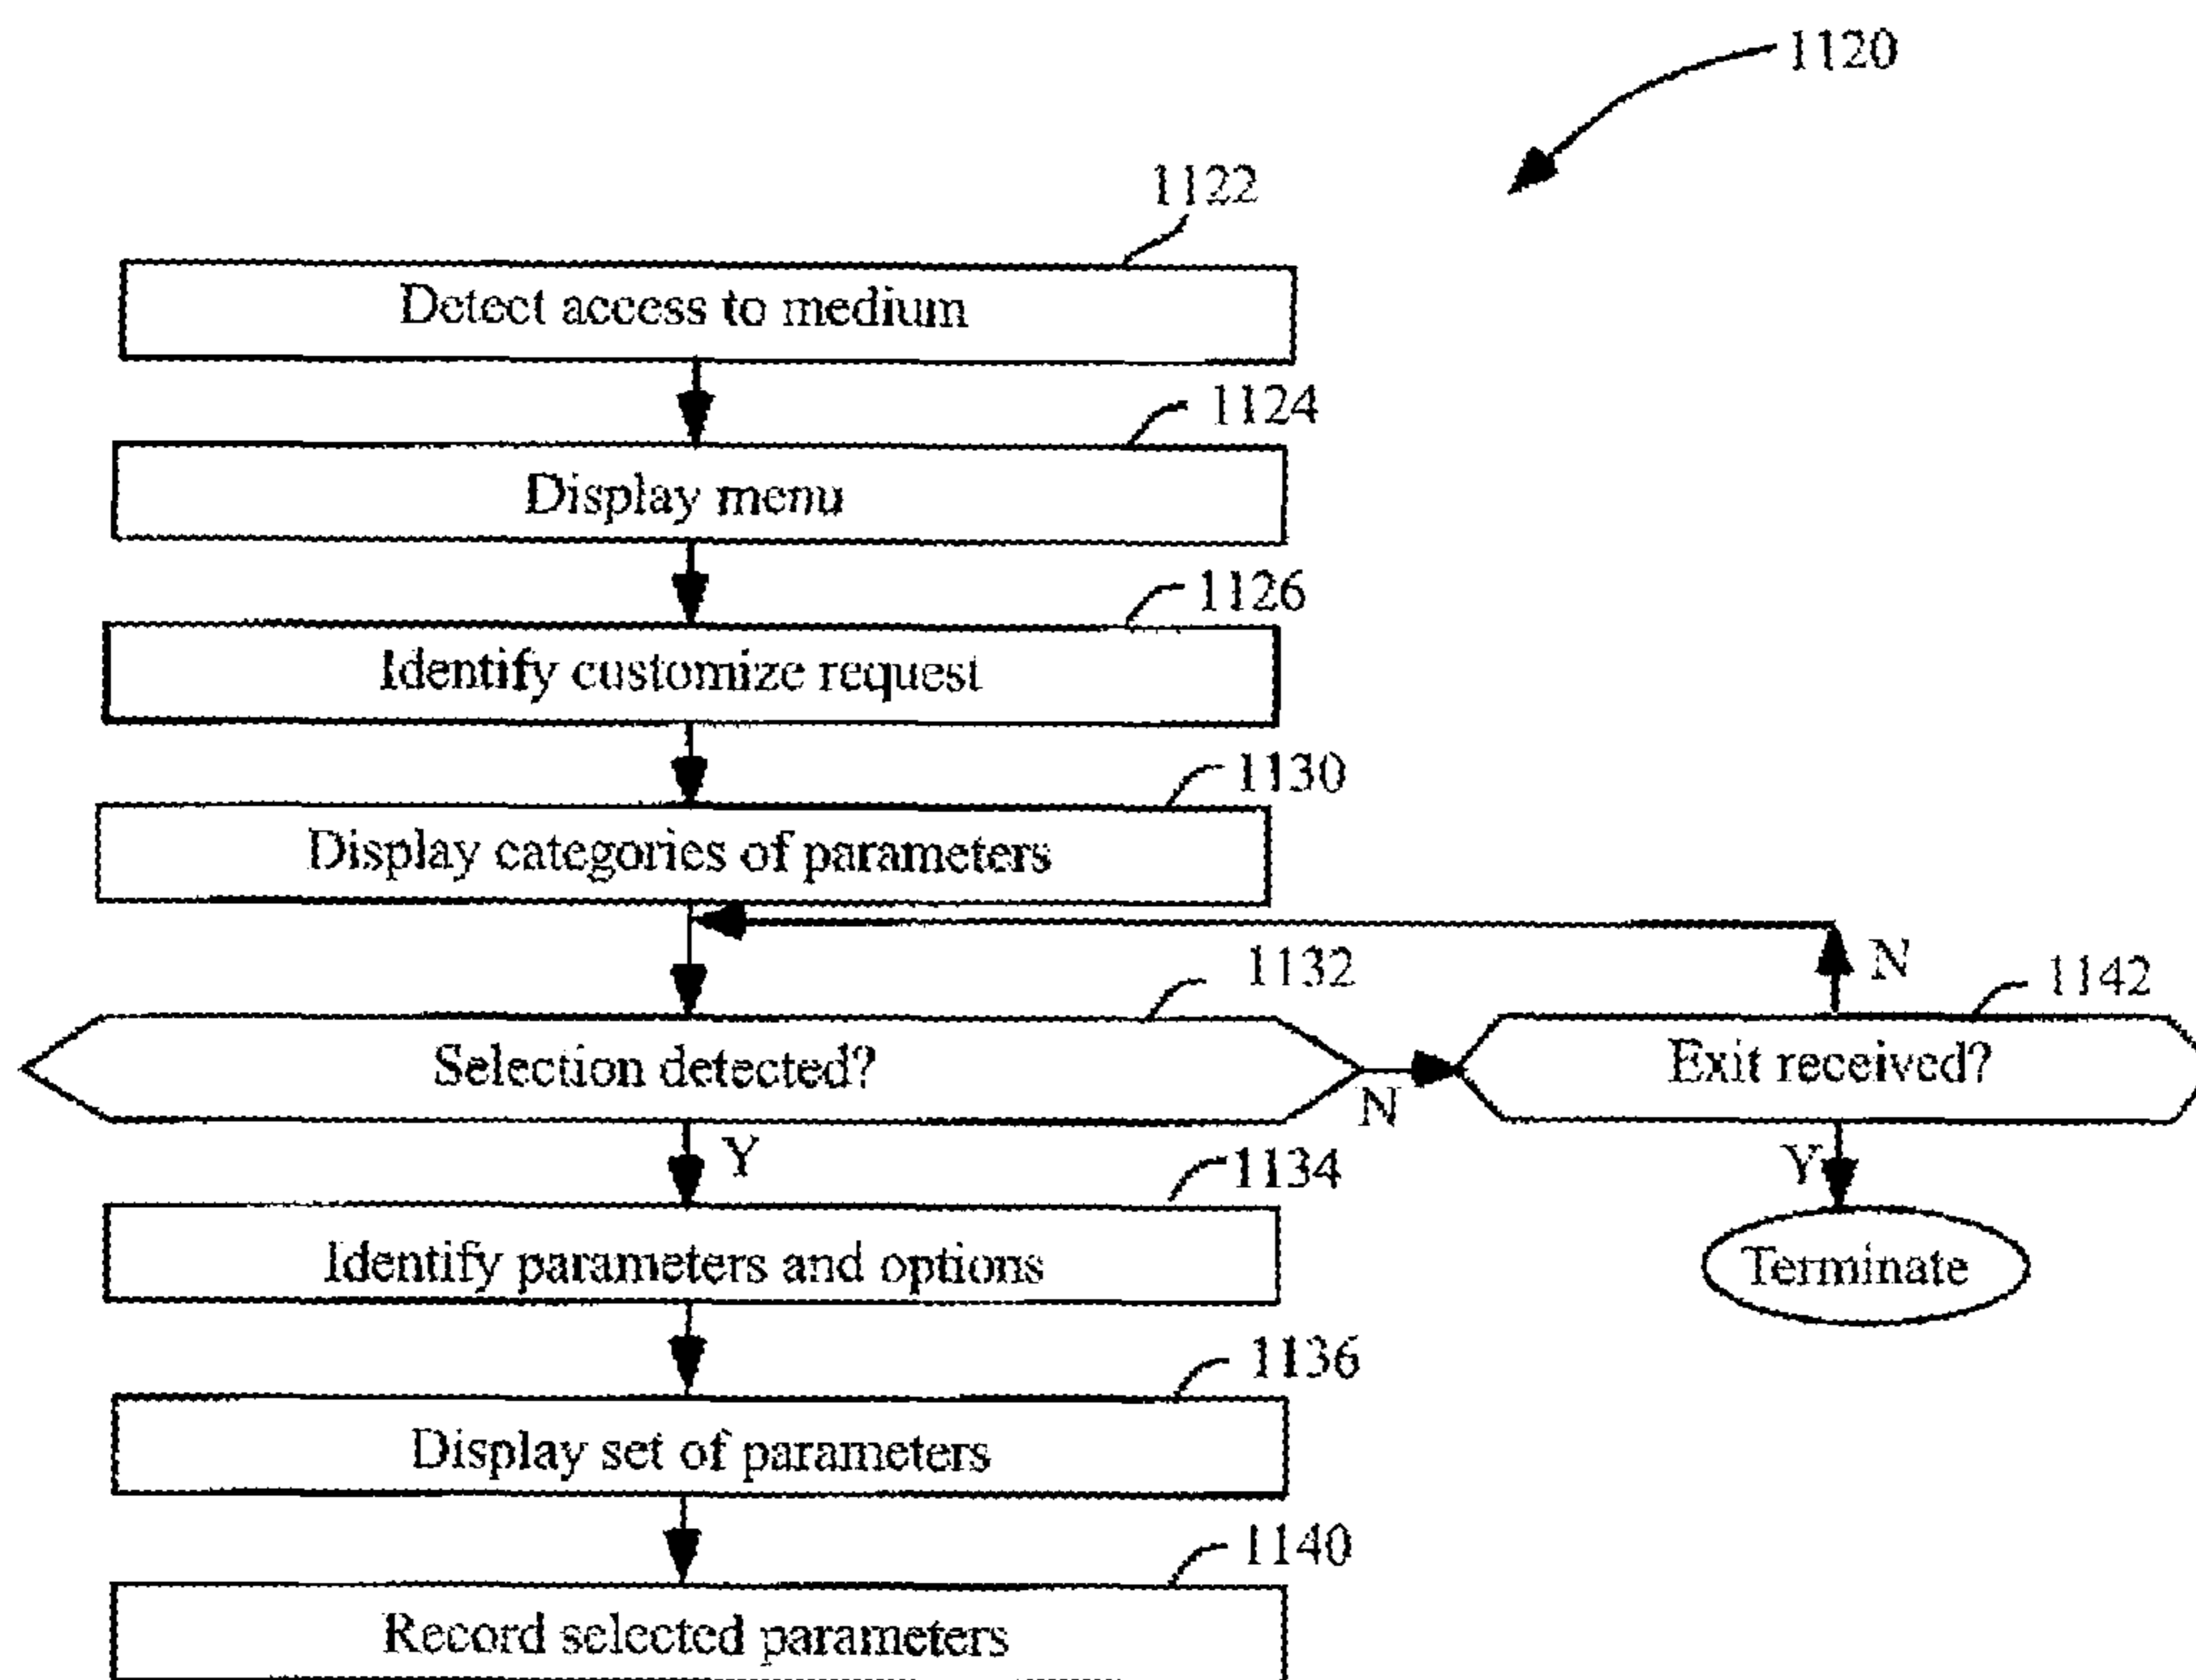 1120
1122
Detect access to medium
1124
Display menu
1126
Identify customize request
1130
Display categories of parameters
N
1132
1142
Selection detected?
N
Exit received?
Y
Y
1134
Identify parameters and options
Terminate
1136
Display set of parameters
1140
Record selected parameters